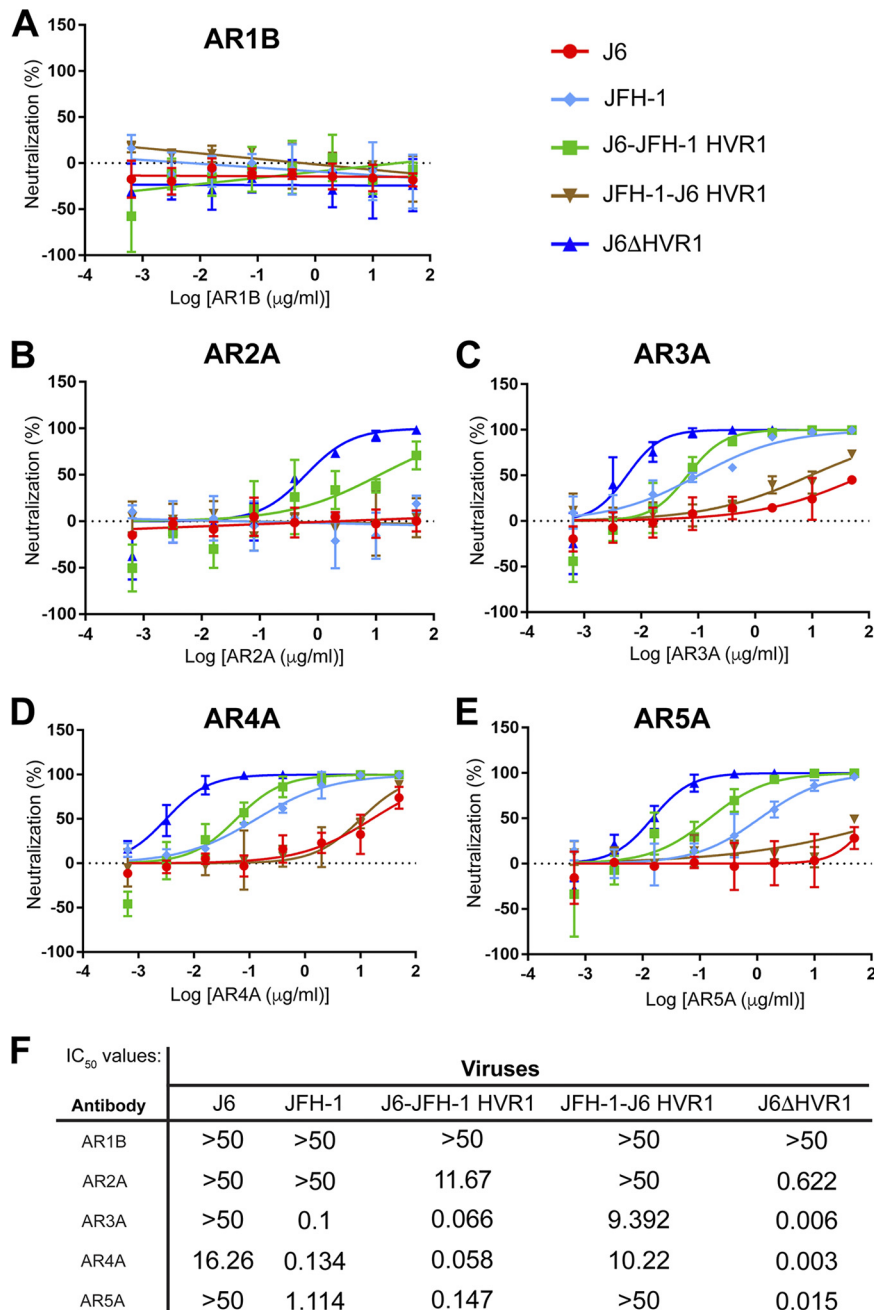 A
AR1B
Neutralization (%)
150
100
50
0
-50
-100
-4 -3 -2 -1 0 1 2
Log [AR1B (μg/ml)]
J6
JFH-1
J6-JFH-1 HVR1
JFH-1-J6 HVR1
J6ΔHVR1
B
AR2A
Neutralization (%)
150
100
50
0
-50
-100
-4 -3 -2 -1 0 1 2
Log [AR2A (μg/ml)]
C
AR3A
Neutralization (%)
150
100
50
0
-50
-100
-4 -3 -2 -1 0 1 2
Log [AR3A (μg/ml)]
D
AR4A
Neutralization (%)
150
100
50
0
-50
-100
-4 -3 -2 -1 0 1 2
Log [AR4A (μg/ml)]
E
AR5A
Neutralization (%)
150
100
50
0
-50
-100
-4 -3 -2 -1 0 1 2
Log [AR5A (μg/ml)]
F
IC50 values: Viruses
Antibody J6 JFH-1 J6-JFH-1 HVR1 JFH-1-J6 HVR1 J6ΔHVR1
AR1B >50 >50 >50 >50 >50
AR2A >50 >50 11.67 >50 0.622
AR3A >50 0.1 0.066 9.392 0.006
AR4A 16.26 0.134 0.058 10.22 0.003
AR5A >50 1.114 0.147 >50 0.015